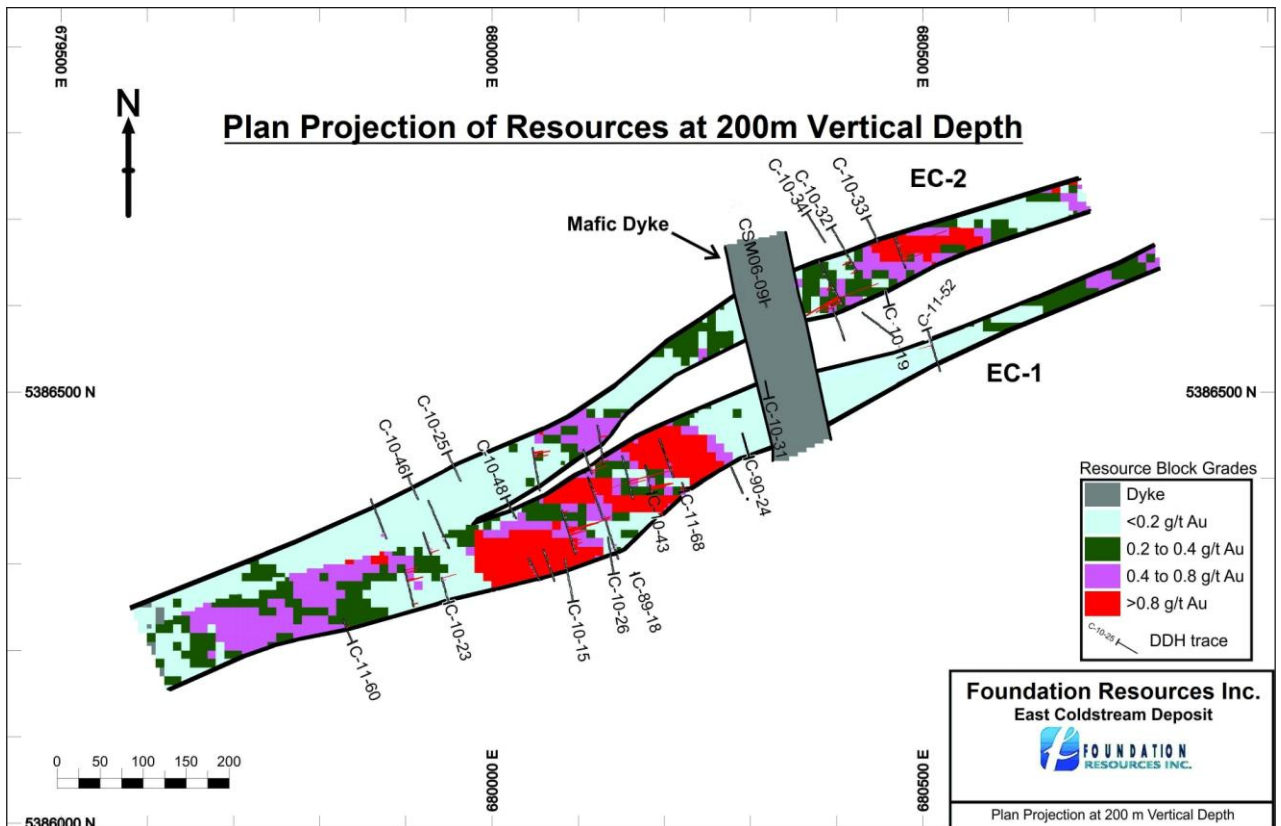 679500 E
680000 E
680500 E
N
Plan Projection of Resources at 200m Vertical Depth
EC-2
C-10-33
C-10-32
C-10-34
Mafic Dyke
CSM06-09
C-10-19
C-11-52
EC-1
5386500 N
5386500 N
C-10-31
C-10-25
C-10-46
C-10-48
C-90-24
C-11-68
C-10-43
C-89-18
C-10-26
C-10-15
C-10-23
C-11-60
Resource Block Grades
Dyke
<0.2 g/t Au
0.2 to 0.4 g/t Au
0.4 to 0.8 g/t Au
>0.8 g/t Au
C-10-25
DDH trace
0 50 100 150 200
680000 E
680500 E
5386000 N
Foundation Resources Inc.
East Coldstream Deposit
FOUNDATION
RESOURCES INC.
Plan Projection at 200 m Vertical Depth